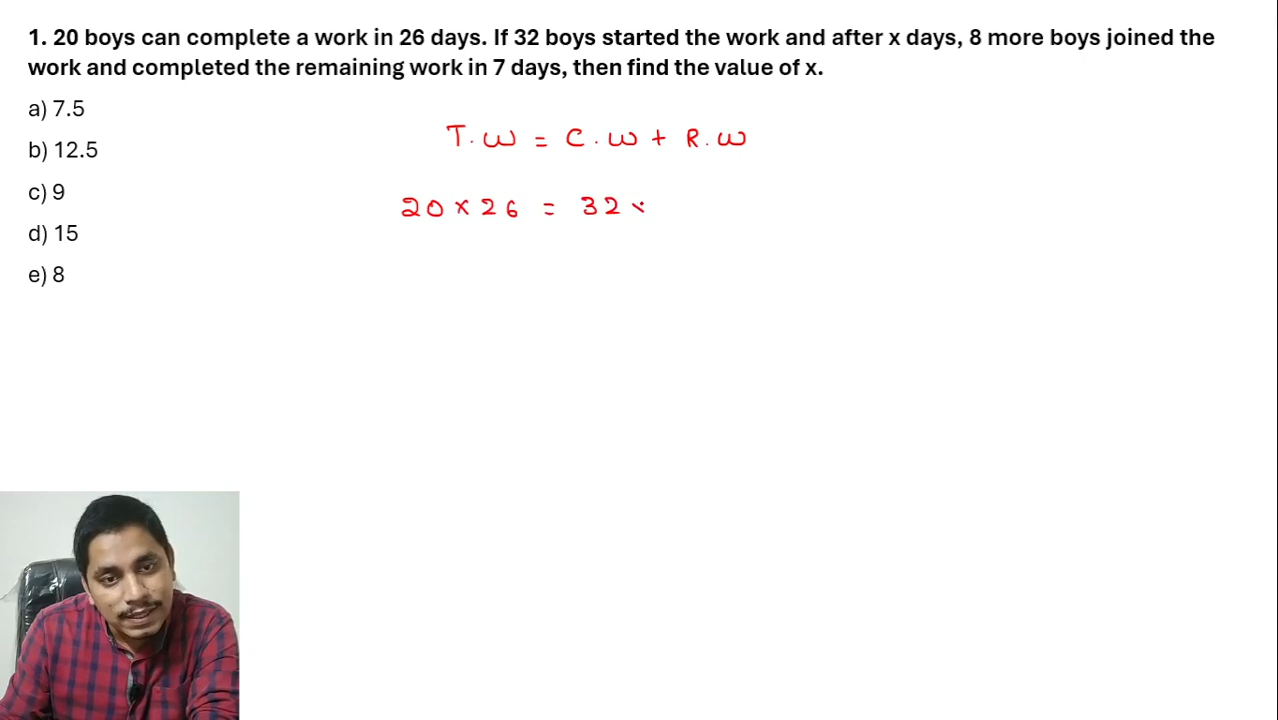 1. 20 boys can complete a work in 26 days. If 32 boys started the work and after x days, 8 more boys joined the
work and completed the remaining work in 7 days, then find the value of x.
a) 7.5
b) 12.5
c) 9
d) 15
e) 8
T.W = C.W + R.W
20 × 26 = 32 ×